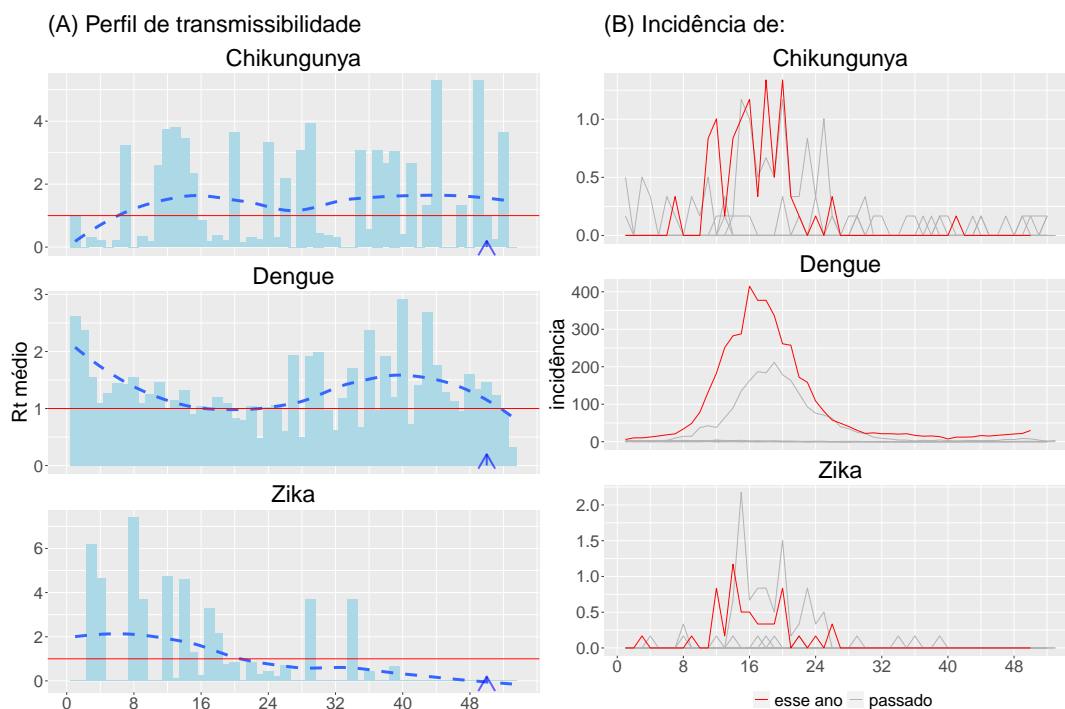 (A) Perfil de transmissibilidade
Chikungunya
4
2
0
Dengue
3
2
1
0
Zika
6
4
2
0
0 8 16 24 32 40 48
Rt médio
(B) Incidência de:
Chikungunya
1.0
0.5
0.0
Dengue
400
300
200
100
0
Zika
2.0
1.5
1.0
0.5
0.0
0 8 16 24 32 40 48
incidência
esse ano passado